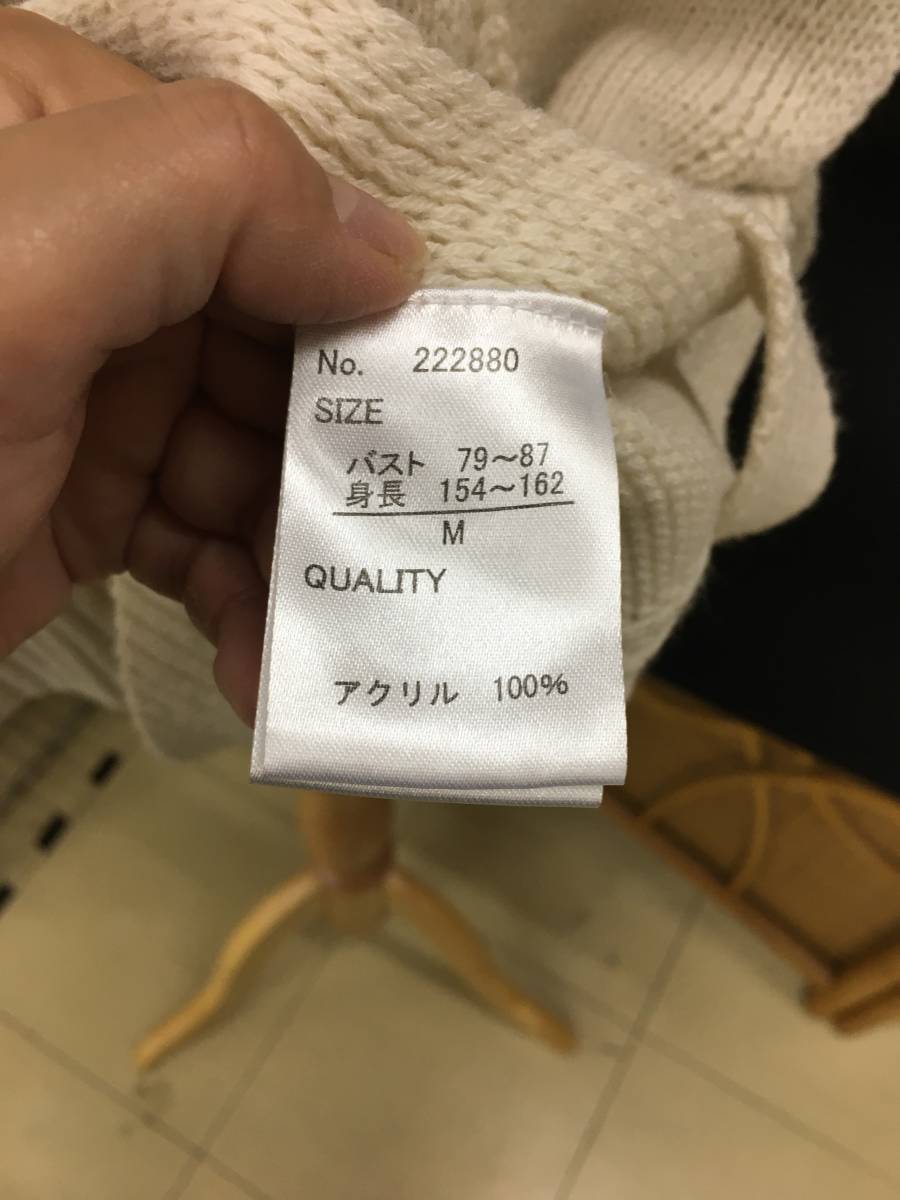 No. 222880
SIZE
バスト 79～87
身長 154～162
M
QUALITY
アクリル 100%